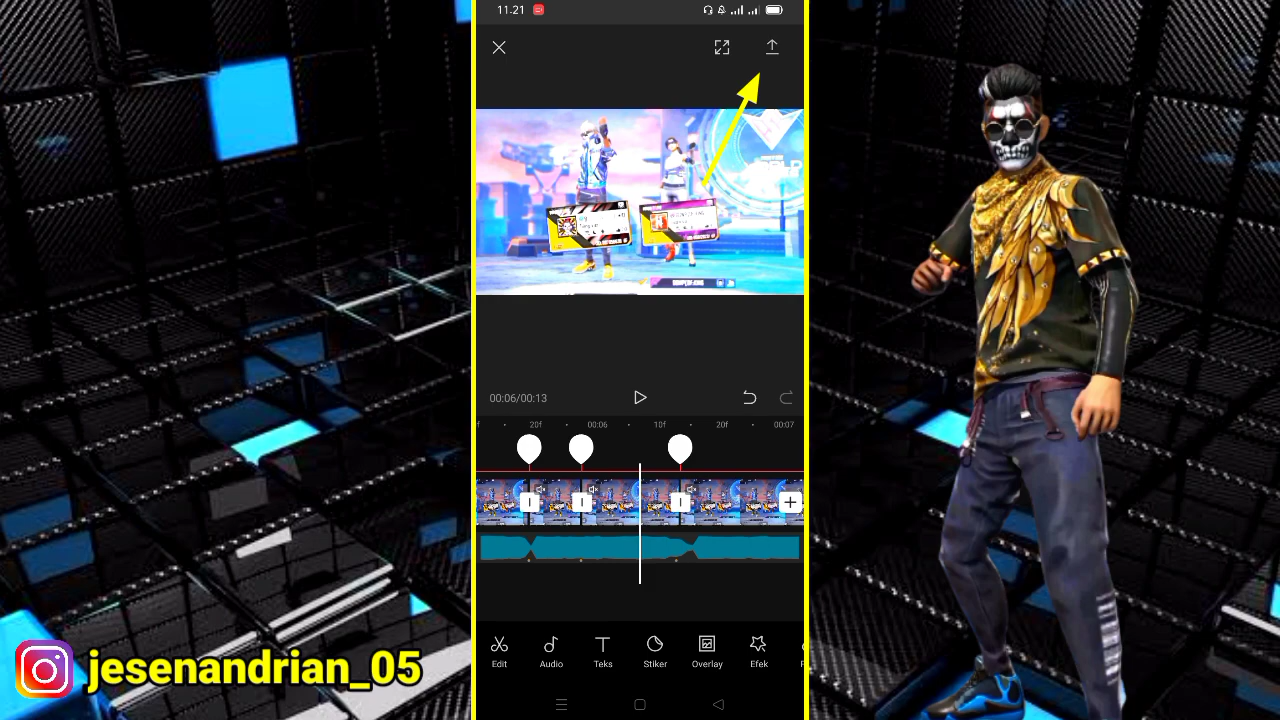 11.21
00:06/00:13
f
20f
00:06
10f
20f
00:07
Edit
Audio
Teks
Stiker
Overlay
Efek
jesenandrian_05